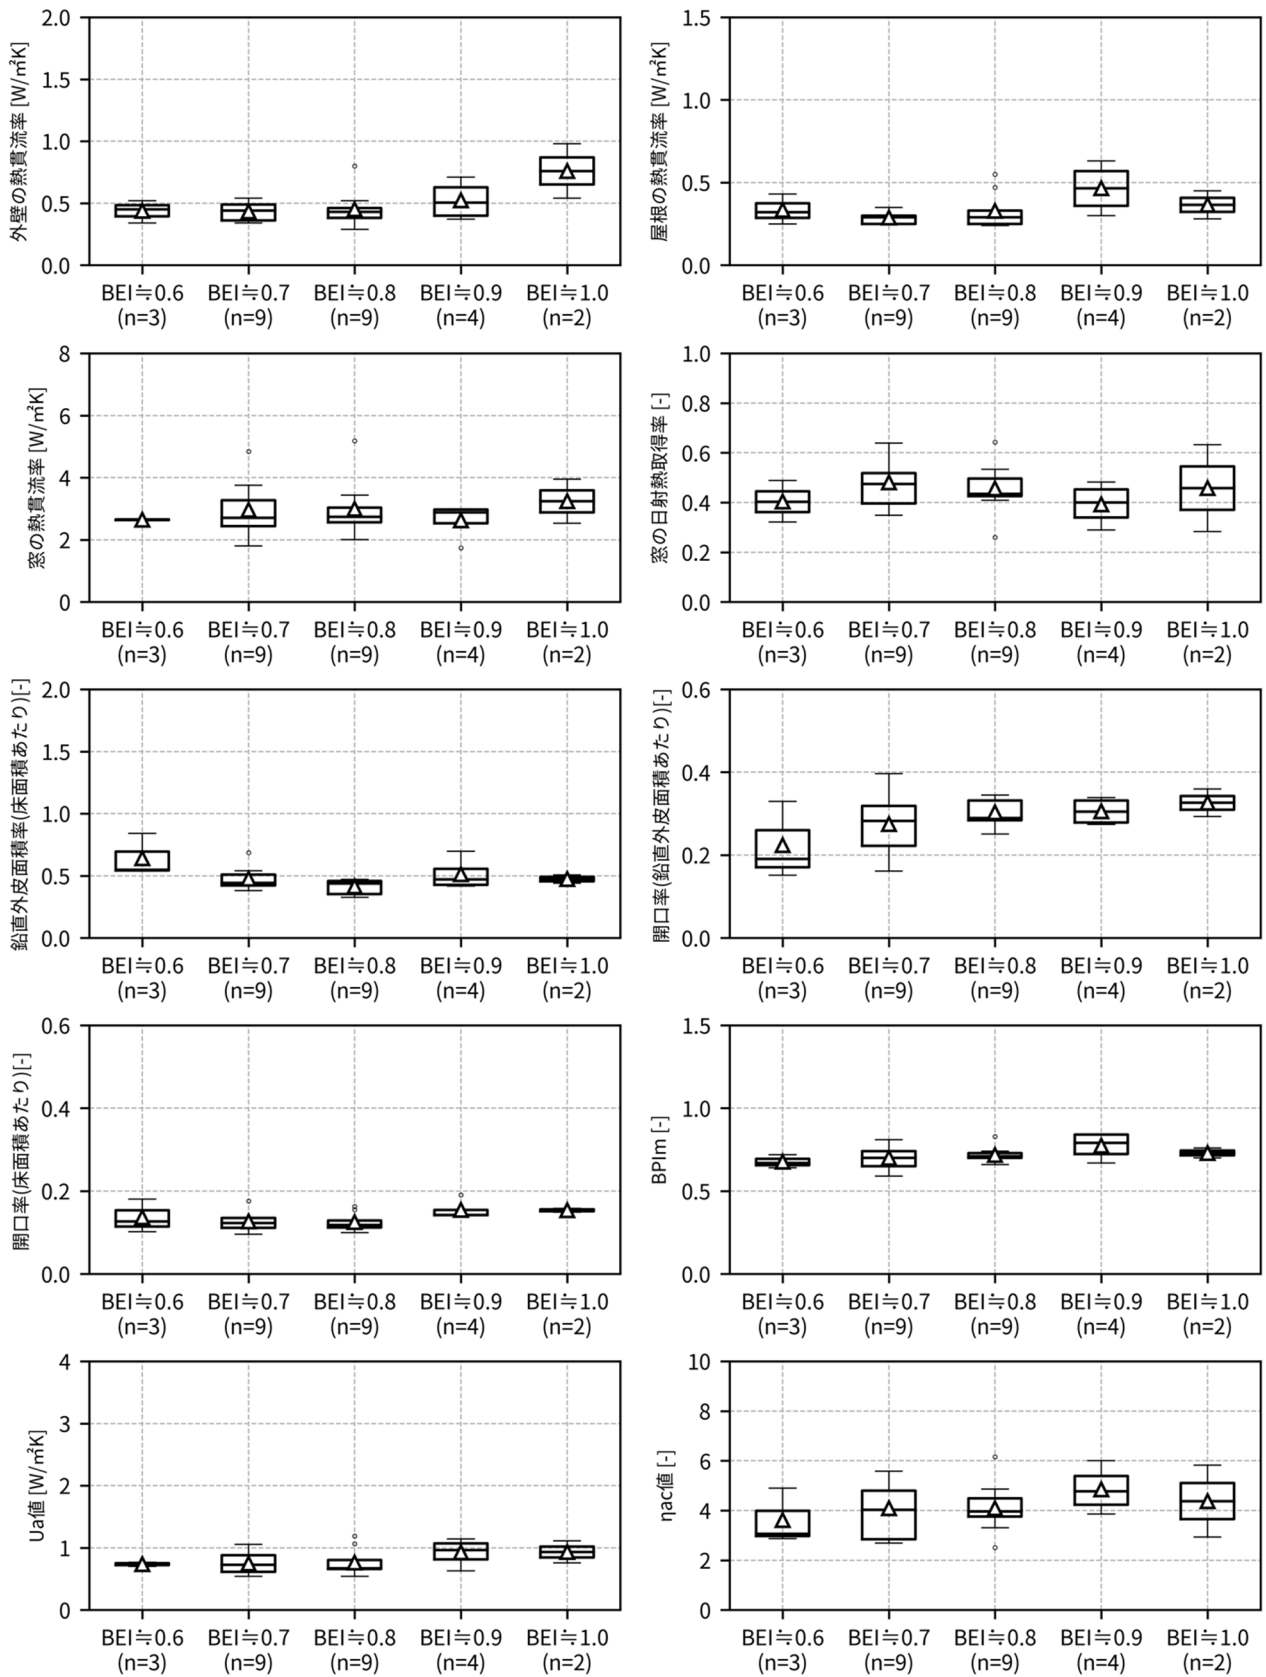 外壁の熱貫流率 [W/㎡K]
2.0
1.5
1.0
0.5
0.0
BEI≒0.6 BEI≒0.7 BEI≒0.8 BEI≒0.9 BEI≒1.0
(n=3) (n=9) (n=9) (n=4) (n=2)
屋根の熱貫流率 [W/㎡K]
1.5
1.0
0.5
0.0
BEI≒0.6 BEI≒0.7 BEI≒0.8 BEI≒0.9 BEI≒1.0
(n=3) (n=9) (n=9) (n=4) (n=2)
窓の熱貫流率 [W/㎡K]
8
6
4
2
0
BEI≒0.6 BEI≒0.7 BEI≒0.8 BEI≒0.9 BEI≒1.0
(n=3) (n=9) (n=9) (n=4) (n=2)
窓の日射熱取得率 [-]
1.0
0.8
0.6
0.4
0.2
0.0
BEI≒0.6 BEI≒0.7 BEI≒0.8 BEI≒0.9 BEI≒1.0
(n=3) (n=9) (n=9) (n=4) (n=2)
鉛直外皮面積率(床面積あたり)[-]
2.0
1.5
1.0
0.5
0.0
BEI≒0.6 BEI≒0.7 BEI≒0.8 BEI≒0.9 BEI≒1.0
(n=3) (n=9) (n=9) (n=4) (n=2)
開口率(鉛直外皮面積あたり)[-]
0.6
0.4
0.2
0.0
BEI≒0.6 BEI≒0.7 BEI≒0.8 BEI≒0.9 BEI≒1.0
(n=3) (n=9) (n=9) (n=4) (n=2)
開口率(床面積あたり)[-]
0.6
0.4
0.2
0.0
BEI≒0.6 BEI≒0.7 BEI≒0.8 BEI≒0.9 BEI≒1.0
(n=3) (n=9) (n=9) (n=4) (n=2)
BPIm [-]
1.5
1.0
0.5
0.0
BEI≒0.6 BEI≒0.7 BEI≒0.8 BEI≒0.9 BEI≒1.0
(n=3) (n=9) (n=9) (n=4) (n=2)
Ua値 [W/㎡K]
4
3
2
1
0
BEI≒0.6 BEI≒0.7 BEI≒0.8 BEI≒0.9 BEI≒1.0
(n=3) (n=9) (n=9) (n=4) (n=2)
ηac値 [-]
10
8
6
4
2
0
BEI≒0.6 BEI≒0.7 BEI≒0.8 BEI≒0.9 BEI≒1.0
(n=3) (n=9) (n=9) (n=4) (n=2)